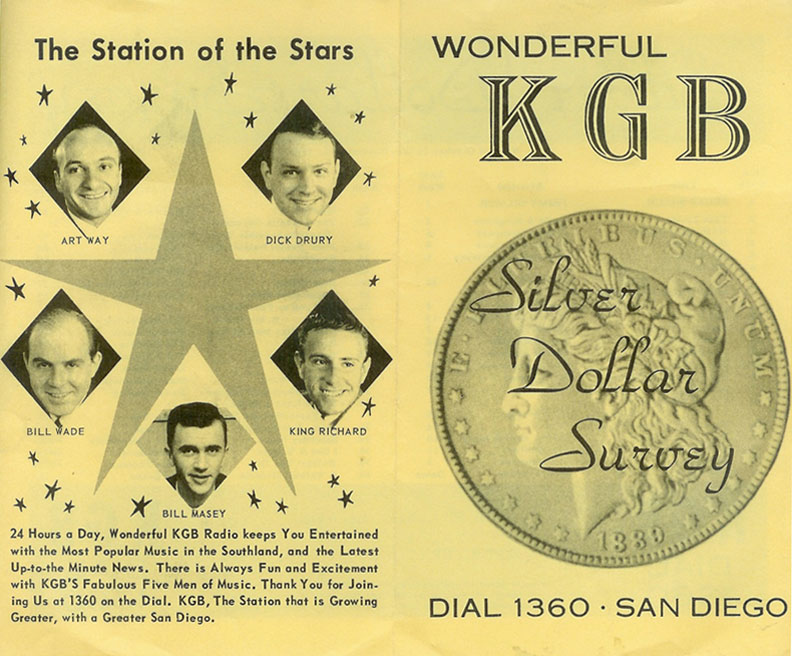 The Station of the Stars
ART WAY
DICK DRURY
BILL WADE
KING RICHARD
BILL MASEY
24 Hours a Day, Wonderful KGB Radio keeps You Entertained
with the Most Popular Music in the Southland, and the Latest
Up-to-the Minute News. There is Always Fun and Excitement
with KGB'S Fabulous Five Men of Music. Thank You for Join-
ing Us at 1360 on the Dial. KGB, The Station that is Growing
Greater, with a Greater San Diego.
WONDERFUL
KGB
E PLURIBUS UNUM
Silver
Dollar
Survey
1880
DIAL 1360 · SAN DIEGO